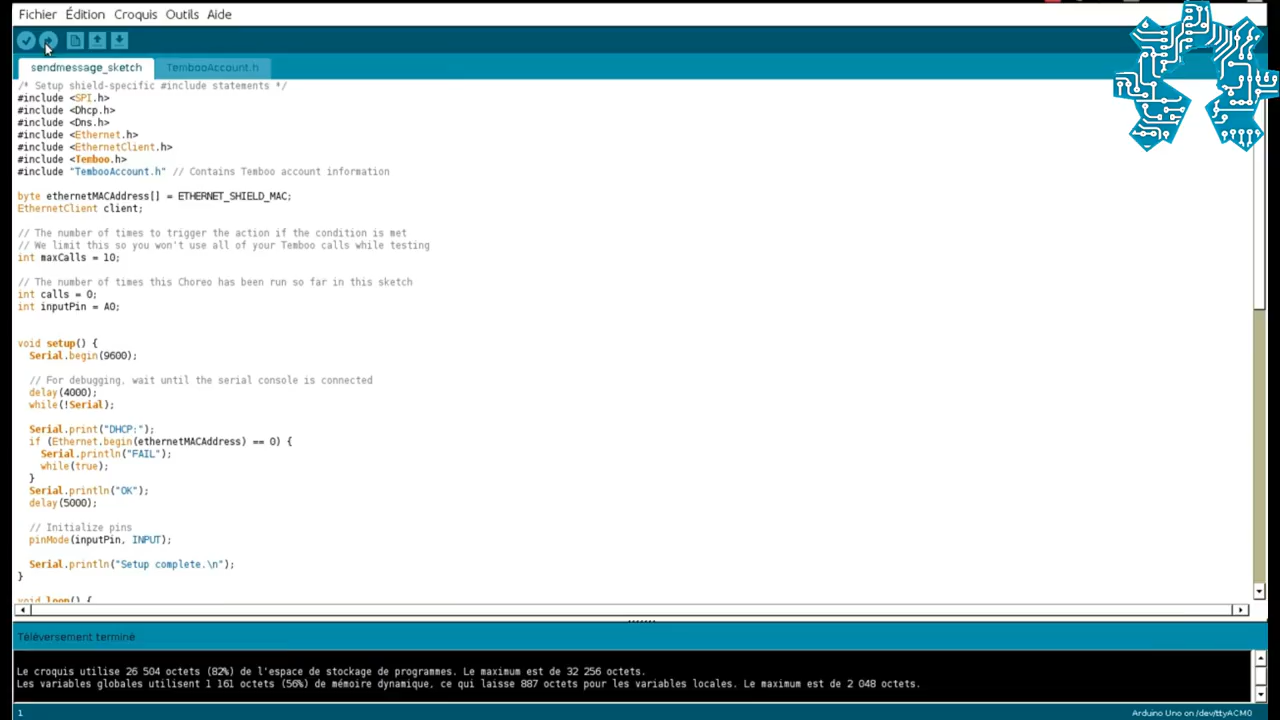 Fichier Édition Croquis Outils Aide
sendmessage_sketch TembooAccount.h
/* Setup shield-specific #include statements */
#include <SPI.h>
#include <Dhcp.h>
#include <Dns.h>
#include <Ethernet.h>
#include <EthernetClient.h>
#include <Temboo.h>
#include "TembooAccount.h" // Contains Temboo account information
byte ethernetMACAddress[] = ETHERNET_SHIELD_MAC;
EthernetClient client;
// The number of times to trigger the action if the condition is met
// We limit this so you won't use all of your Temboo calls while testing
int maxCalls = 10;
// The number of times this Choreo has been run so far in this sketch
int calls = 0;
int inputPin = A0;
void setup() {
Serial.begin(9600);
// For debugging, wait until the serial console is connected
delay(4000);
while(!Serial);
Serial.print("DHCP:");
if (Ethernet.begin(ethernetMACAddress) == 0) {
Serial.println("FAIL");
while(true);
}
Serial.println("OK");
delay(5000);
// Initialize pins
pinMode(inputPin, INPUT);
Serial.println("Setup complete.\n");
}
void loop() {
Téléversement terminé
Le croquis utilise 26 504 octets (82%) de l'espace de stockage de programmes. Le maximum est de 32 256 octets.
Les variables globales utilisent 1 161 octets (56%) de mémoire dynamique, ce qui laisse 887 octets pour les variables locales. Le maximum est de 2 048 octets.
1 Arduino Uno on /dev/ttyACM0